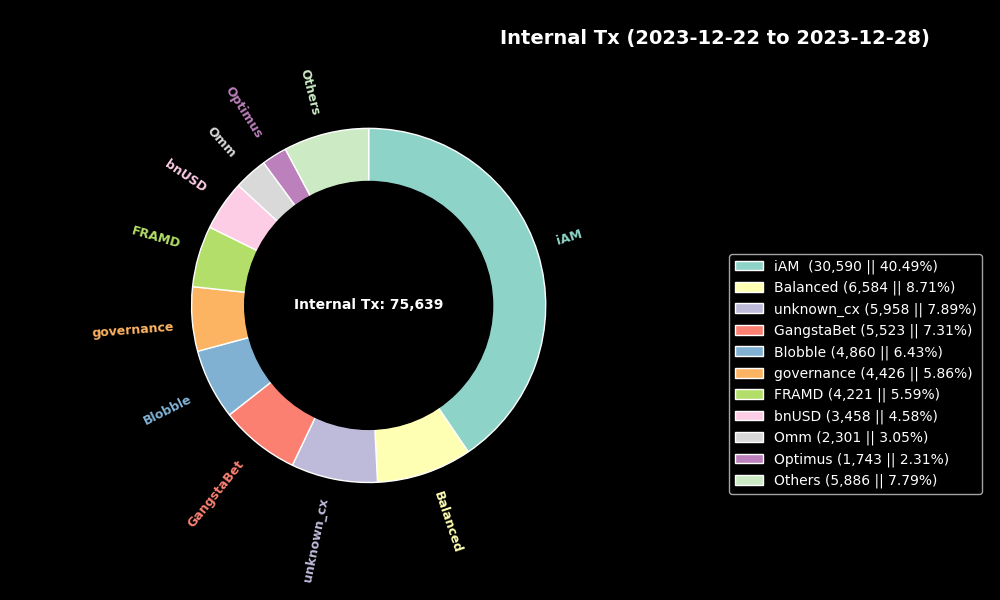 Internal Tx (2023-12-22 to 2023-12-28)
Others
Optimus
Omm
bnUSD
FRAMD
governance
Blobble
GangstaBet
unknown_cx
Balanced
iAM
Internal Tx: 75,639
iAM  (30,590 || 40.49%)
Balanced (6,584 || 8.71%)
unknown_cx (5,958 || 7.89%)
GangstaBet (5,523 || 7.31%)
Blobble (4,860 || 6.43%)
governance (4,426 || 5.86%)
FRAMD (4,221 || 5.59%)
bnUSD (3,458 || 4.58%)
Omm (2,301 || 3.05%)
Optimus (1,743 || 2.31%)
Others (5,886 || 7.79%)